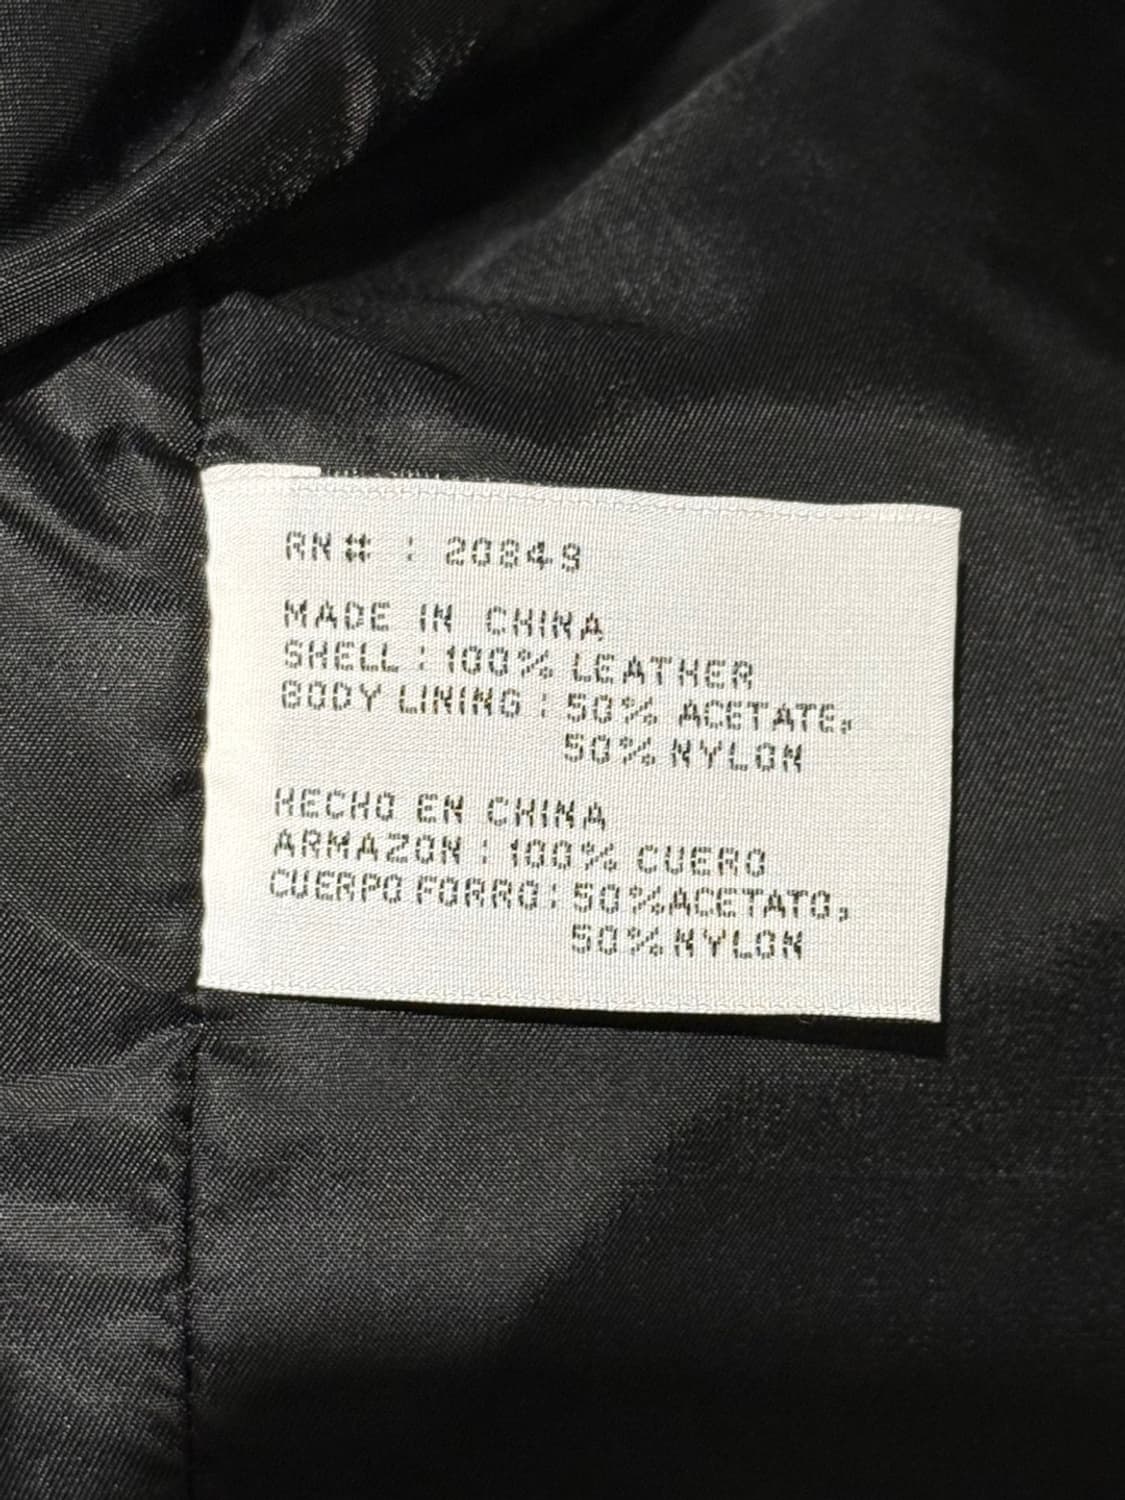 RN# : 20849
MADE IN CHINA
SHELL : 100% LEATHER
BODY LINING : 50% ACETATE,
50% NYLON
HECHO EN CHINA
ARMAZON : 100% CUERO
CUERPO FORRO: 50%ACETATO,
50%NYLON